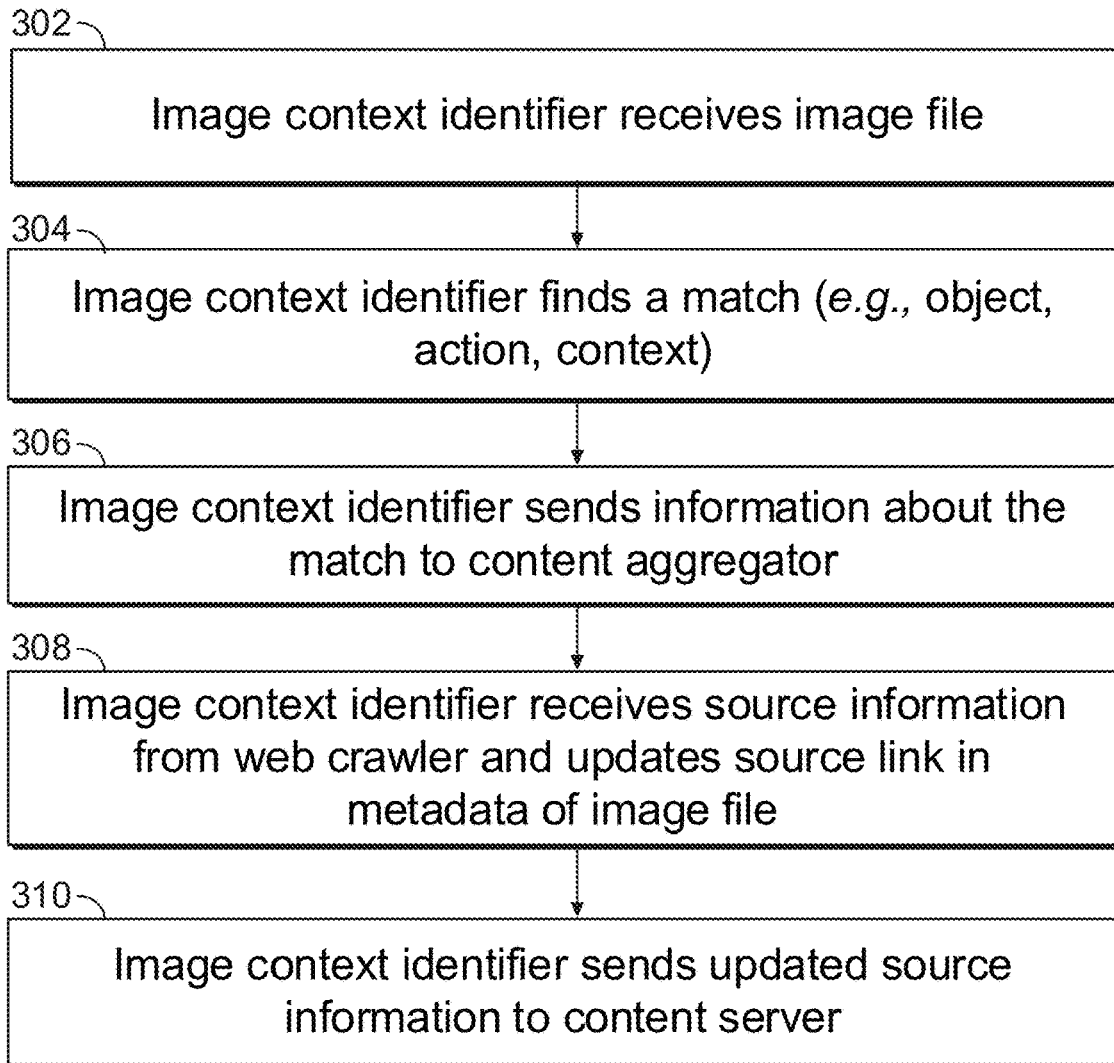 302
Image context identifier receives image file
304
Image context identifier finds a match (e.g., object,
action, context)
306
Image context identifier sends information about the
match to content aggregator
308
Image context identifier receives source information
from web crawler and updates source link in
metadata of image file
310
Image context identifier sends updated source
information to content server